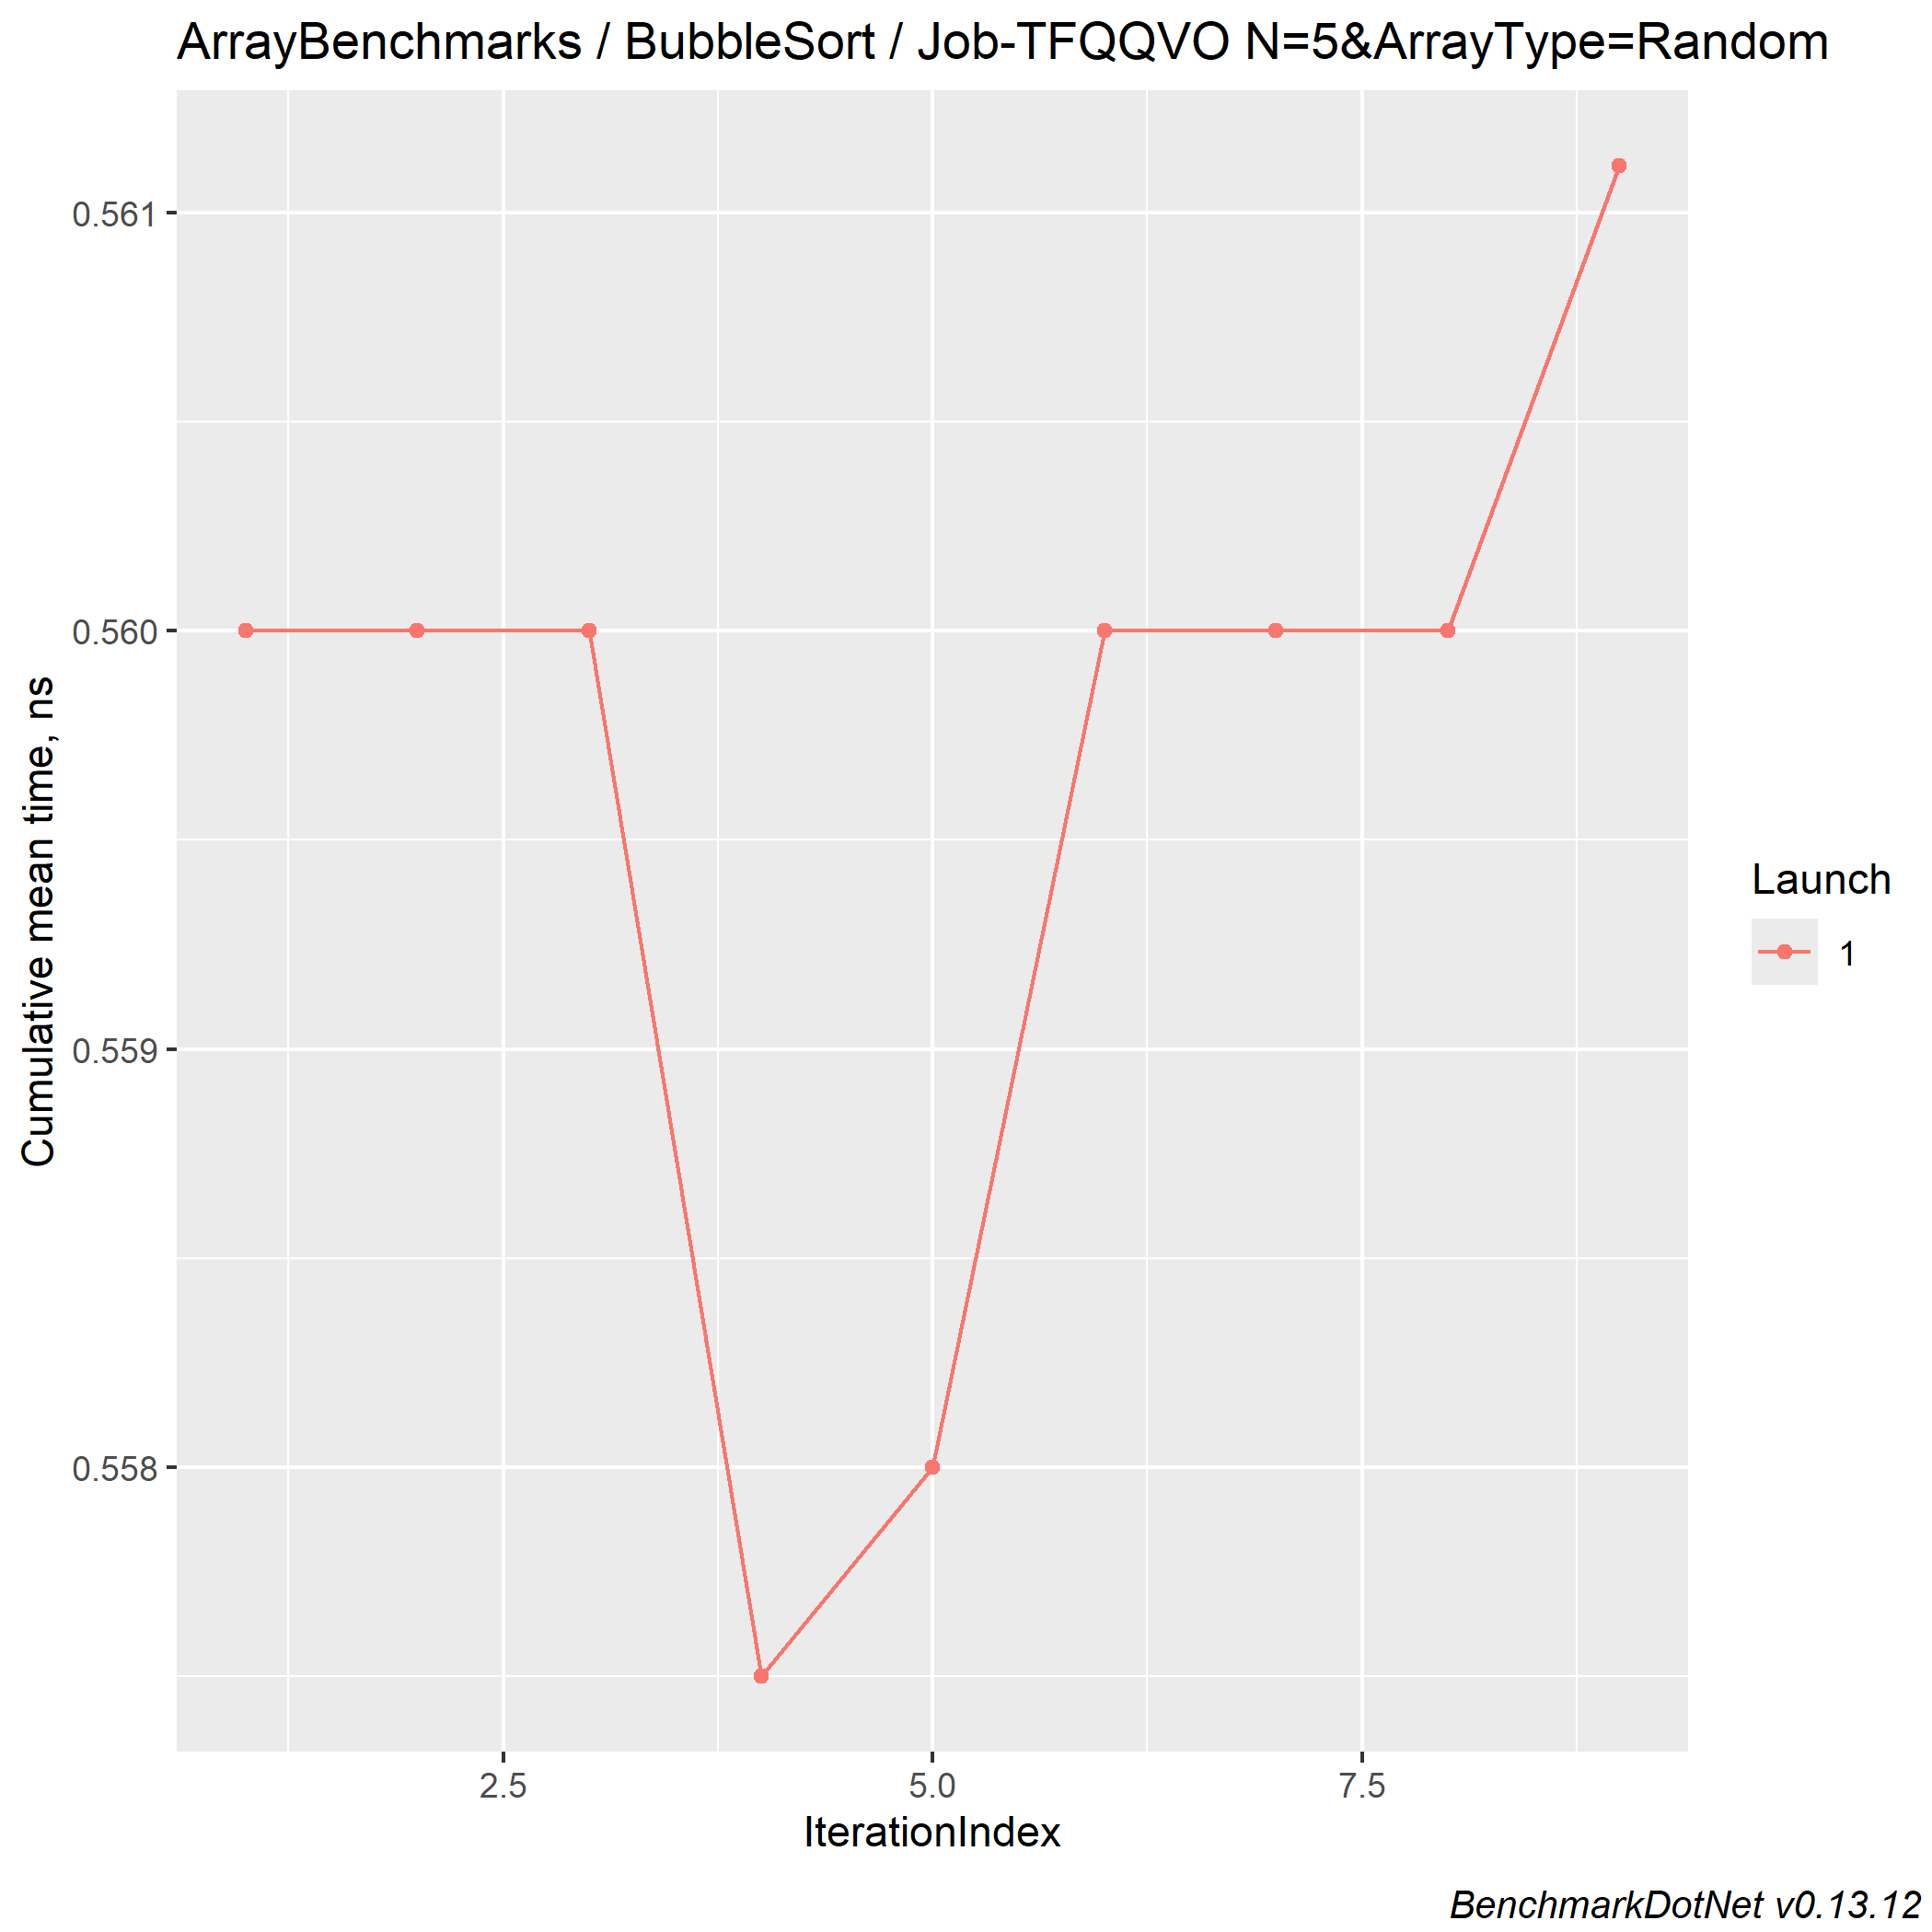 ArrayBenchmarks / BubbleSort / Job-TFQQVO N=5&ArrayType=Random
Cumulative mean time, ns
0.561
0.560
0.559
0.558
2.5 5.0 7.5
IterationIndex
Launch
1
BenchmarkDotNet v0.13.12